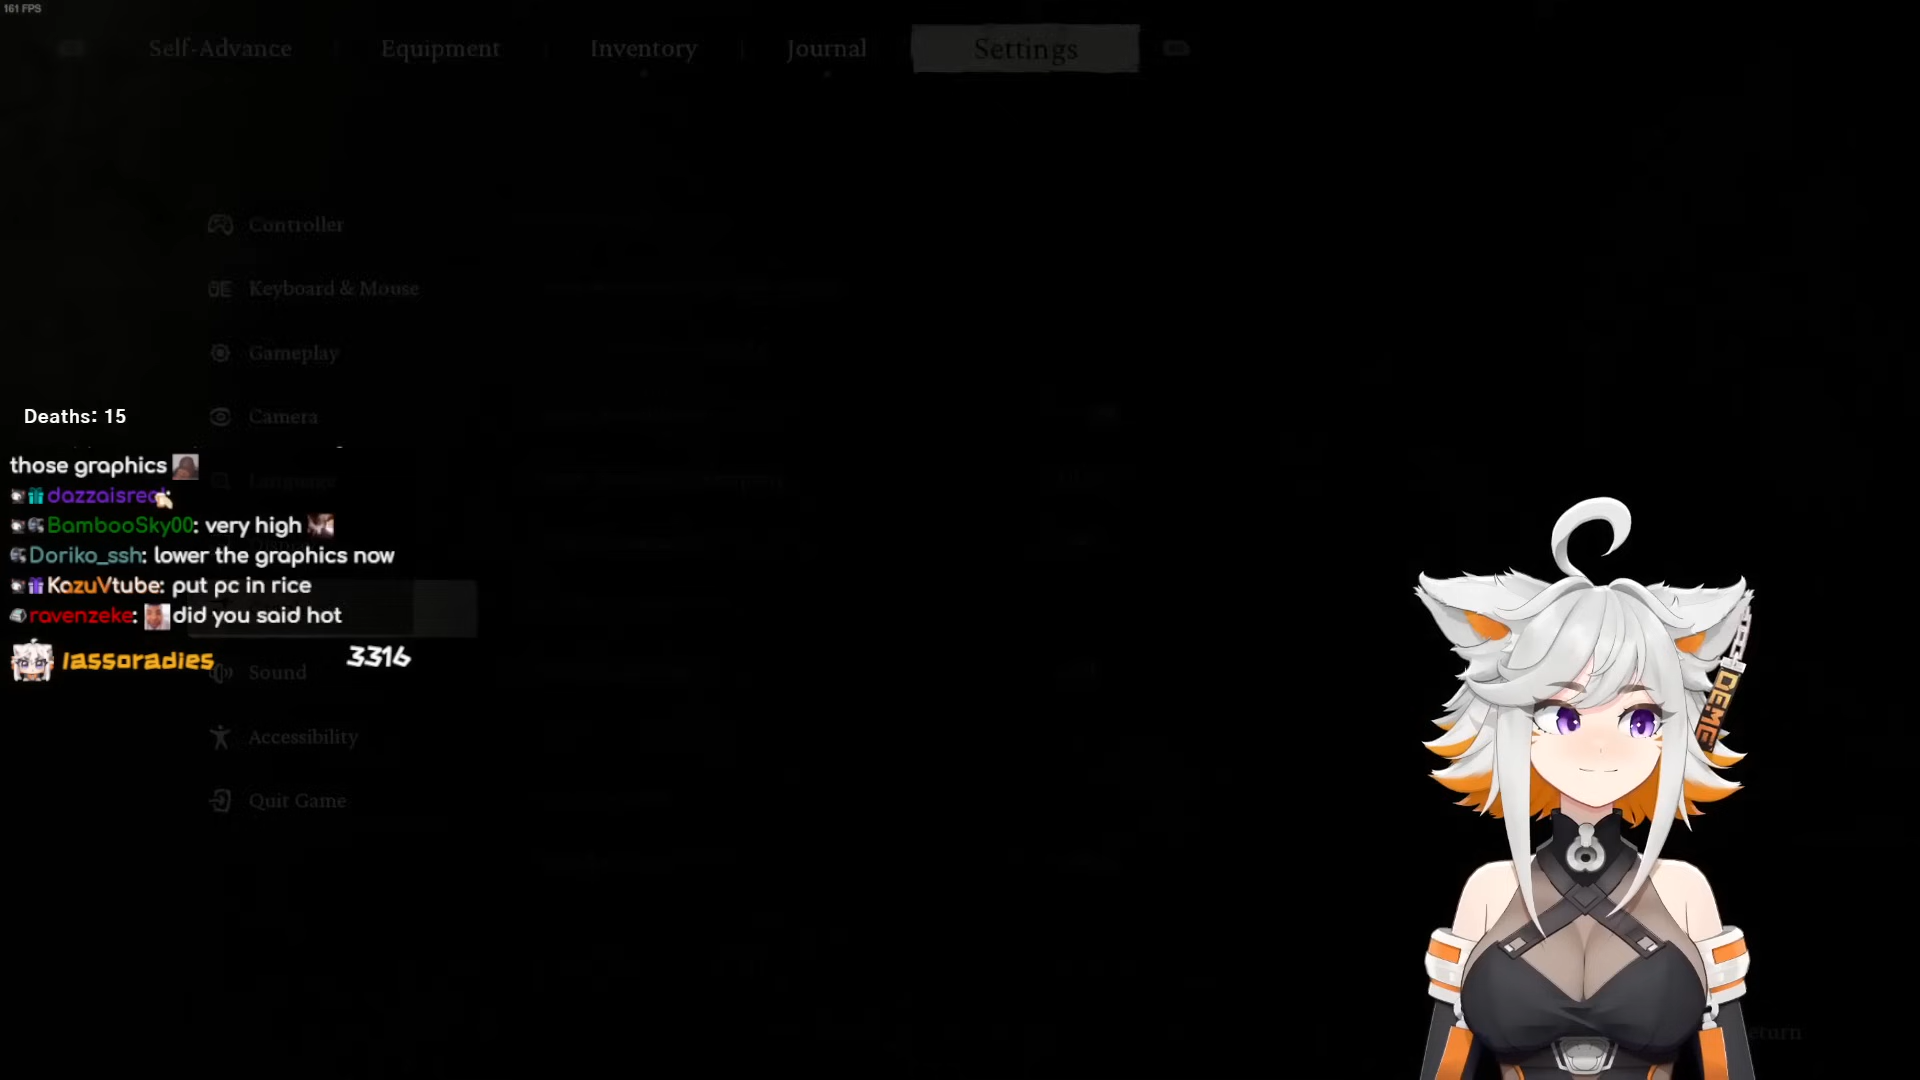 161 FPS
Self-Advance Equipment Inventory Journal Settings
Controller
Keyboard & Mouse
Gameplay
Camera
Language
Deaths: 15
those graphics
dazzaisreal:
BambooSky00: very high
Doriko_ssh: lower the graphics now
KazuVtube: put pc in rice
ravenzeke: did you said hot
/assoradies 3316
Sound
Accessibility
Quit Game
DEME